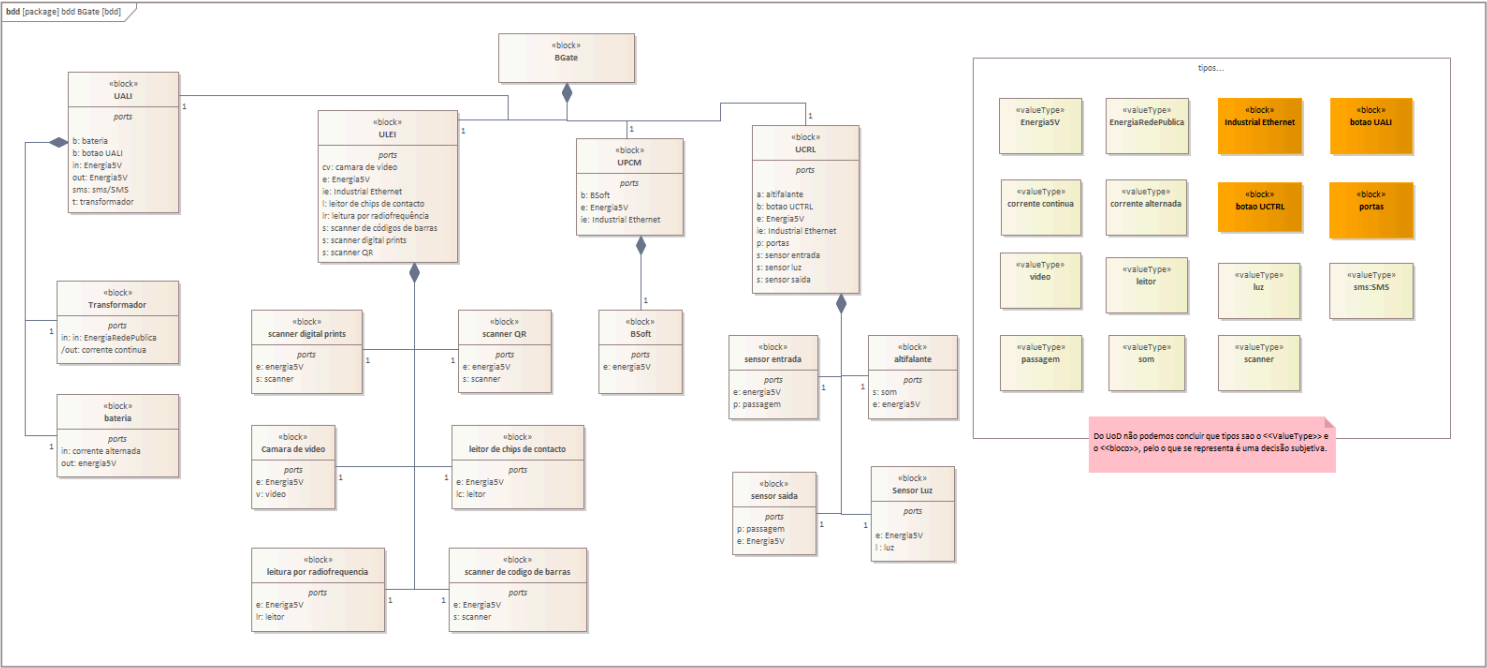 bdd [package] bdd BGate [bdd]
«block»
BGate
«block»
UALI
ports
b: bateria
b: botao UALI
in: Energia5V
out: Energia5V
sms: sms/SMS
t: transformador
1
«block»
ULEI
ports
cv: camara de vídeo
e: Energia5V
ie: Industrial Ethernet
l: leitor de chips de contacto
lr: leitura por radiofrequência
s: scanner de códigos de barras
s: scanner digital prints
s: scanner QR
1
1
«block»
UPCM
ports
b: BSoft
e: Energia5V
ie: Industrial Ethernet
1
«block»
UCRL
ports
a: altifalante
b: botao UCTRL
e: Energia5V
ie: Industrial Ethernet
p: portas
s: sensor entrada
s: sensor luz
s: sensor saida
«block»
Transformador
ports
in: in: EnergiaRedePublica
/out: corrente continua
1
«block»
bateria
ports
in: corrente alternada
out: energia5V
1
«block»
scanner digital prints
ports
e: energia5V
s: scanner
1
«block»
scanner QR
ports
e: energia5V
s: scanner
1
«block»
Camara de video
ports
e: Energia5V
v: video
1
«block»
leitor de chips de contacto
ports
e: Energia5V
lc: leitor
1
«block»
leitura por radiofrequencia
ports
e: Eneriga5V
lr: leitor
1
«block»
scanner de codigo de barras
ports
e: Energia5V
s: scanner
1
1
«block»
BSoft
ports
e: energia5V
«block»
sensor entrada
ports
e: energia5V
p: passagem
1
«block»
altifalante
ports
s: som
e: energia5V
1
«block»
sensor saida
ports
p: passagem
e: Energia5V
1
«block»
Sensor Luz
ports
e: Energia5V
l : luz
1
tipos...
«valueType»
Energia5V
«valueType»
EnergiaRedePublica
«block»
Industrial Ethernet
«block»
botao UALI
«valueType»
corrente continua
«valueType»
corrente alternada
«block»
botao UCTRL
«block»
portas
«valueType»
video
«valueType»
leitor
«valueType»
luz
«valueType»
sms:SMS
«valueType»
passagem
«valueType»
som
«valueType»
scanner
Do UoD não podemos concluir que tipos sao o <<ValueType>> e
o <<bloco>>, pelo o que se representa é uma decisão subjetiva.